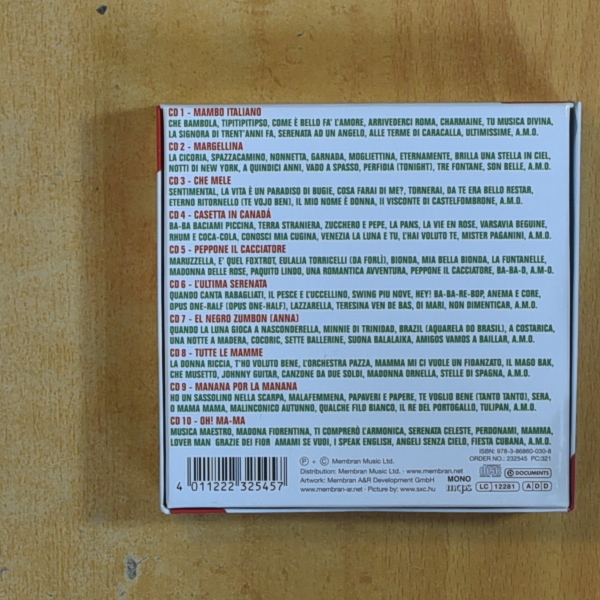 CD 1 - MAMBO ITALIANO
CHE BAMBOLA, TIPITIPITIPSO, COME È BELLO FA' L'AMORE, ARRIVEDERCI ROMA, CHARMAINE, TU MUSICA DIVINA,
LA SIGNORA DI TRENT'ANNI FA, SERENATA AD UN ANGELO, ALLE TERME DI CARACALLA, ULTIMISSIME, A.M.O.
CD 2 - MARGELLINA
LA CICORIA, SPAZZACAMINO, NONNETTA, GARNADA, MOGLIETTINA, ETERNAMENTE, BRILLA UNA STELLA IN CIEL,
NOTTI DI NEW YORK, A QUINDICI ANNI, VADO A SPASSO, PERFIDIA (TONIGHT), TRE FONTANE, SON BELLE, A.M.O.
CD 3 - CHE MELE
SENTIMENTAL, LA VITA È UN PARADISO DI BUGIE, COSA FARAI DI ME?, TORNERAI, DA TE ERA BELLO RESTAR,
ETERNO RITORNELLO (TE VOJO BEN), IL MIO NOME È DONNA, II VISCONTE DI CASTELFOMBRONE, A.M.O.
CD 4 - CASETTA IN CANADÁ
BA-BA BACIAMI PICCINA, TERRA STRANIERA, ZUCCHERO E PEPE, LA PANS, LA VIE EN ROSE, VARSAVIA BEGUINE,
RHUM E COCA-COLA, CONOSCI MIA CUGINA, VENEZIA LA LUNA E TU, L'HAI VOLUTO TE, MISTER PAGANINI, A.M.O.
CD 5 - PEPPONE IL CACCIATORE
MARUZZELLA, E' QUEL FOXTROT, EULALIA TORRICELLI (DA FORLÌ), BIONDA, MIA BELLA BIONDA, LA FUNTANELLE,
MADONNA DELLE ROSE, PAQUITO LINDO, UNA ROMANTICA AVVENTURA, PEPPONE IL CACCIATORE, BA-BA-D, A.M-O.
CD 6 - L'ULTIMA SERENATA
QUANDO CANTA RABAGLIATI, IL PESCE E L'UCCELLINO, SWING PIU NOVE, HEY! BA-BA-RE-BOP, ANEMA E CORE,
OPUS ONE-RALF (OPUS ONE-HALF), LAZZARELLA, TERESINA VEN DE BAS, OI MARI, NON DIMENTICAR, A.M.O.
CD 7 - EL NEGRO ZUMBON (ANNA)
QUANDO LA LUNA GIOCA A NASCONDERELLA, MINNIE DI TRINIDAD, BRAZIL (AQUARELA DO BRASIL), A COSTARICA,
UNA NOTTE A MADERA, COCORIC, SETTE BALLERINE, SUONA BALALAIKA, AMIGOS VAMOS A BAILLAR, A.M.O.
CD 8 - TUTTE LE MAMME
LA DONNA RICCIA, T'HO VOLUTO BENE, L'ORCHESTRA PAZZA, MAMMA MI CI VUOLE UN FIDANZATO, IL MAGO BAK,
CHE MUSETTO, JOHNNY GUITAR, CANZONE DA DUE SOLDI, MADONNA ORNELLA, STELLE DI SPAGNA, A.M.O.
CD 9 - MANANA POR LA MANANA
HO UN SASSOLINO NELLA SCARPA, MALAFEMMENA, PAPAVERI E PAPERE, TE VOGLIO BENE (TANTO TANTO), SERA,
O MAMA MAMA, MALINCONICO AUTUNNO, QUALCHE FILO BIANCO, IL RE DEL PORTOGALLO, TULIPAN, A.M.O.
CD 10 - OH! MA-MA
MUSICA MAESTRO, MADONA FIORENTINA, TI COMPRERÒ L'ARMONICA, SERENATA CELESTE, PERDONAMI, MAMMA,
LOVER MAN GRAZIE DEI FIOR AMAMI SE VUOI, I SPEAK ENGLISH, ANGELI SENZA CIELO, FIESTA CUBANA, A.M.O.
ISBN: 978-3-86860-030-8
ORDER NO.: 232545 PC:321
℗ + © Membran Music Ltd.
Distribution: Membran Music Ltd. · www.membran.net
Artwork: Membran A&R Development GmbH
www.membran-ar.net · Picture by: www.sxc.hu
DOCUMENTS
MONO
mcps
LC 12281
A D D
4 011222 325457